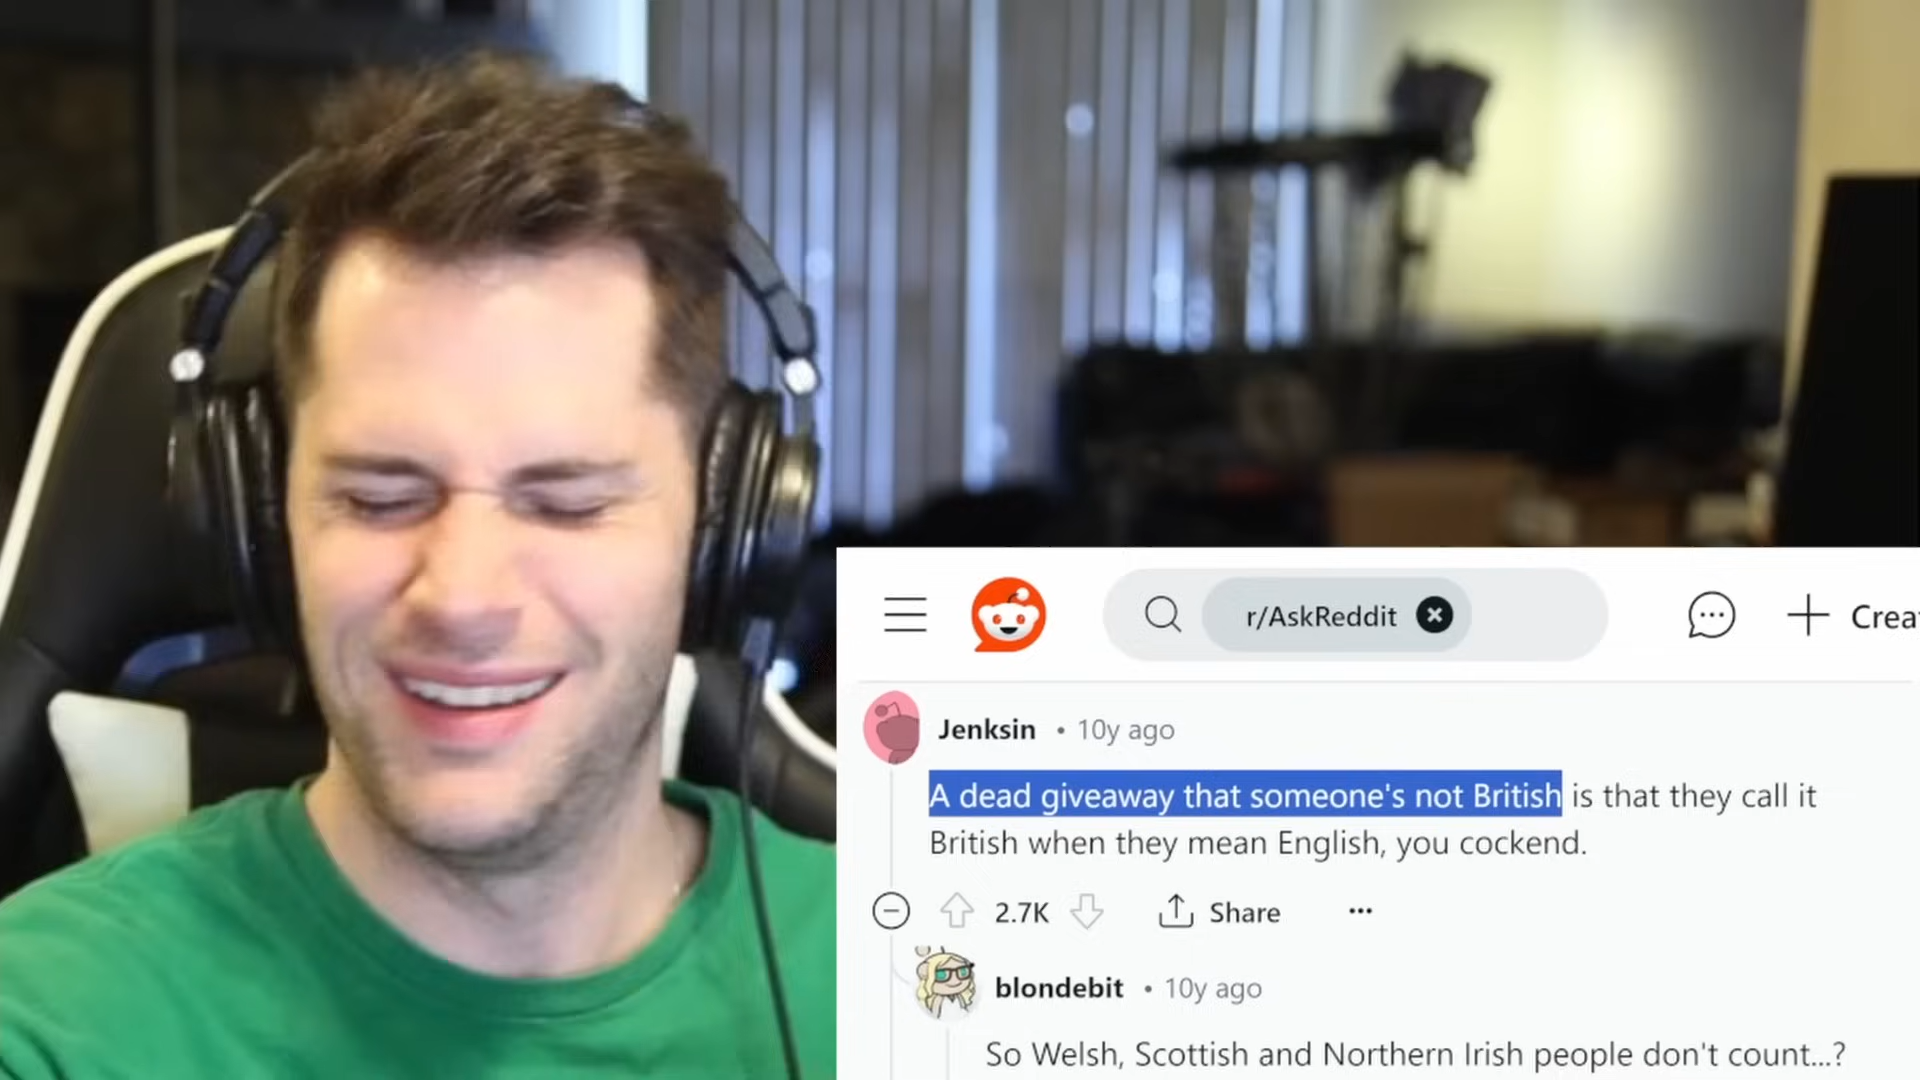 r/AskReddit
Crea
Jenksin • 10y ago
A dead giveaway that someone's not British is that they call it
British when they mean English, you cockend.
2.7K Share ...
blondebit • 10y ago
So Welsh, Scottish and Northern Irish people don't count...?